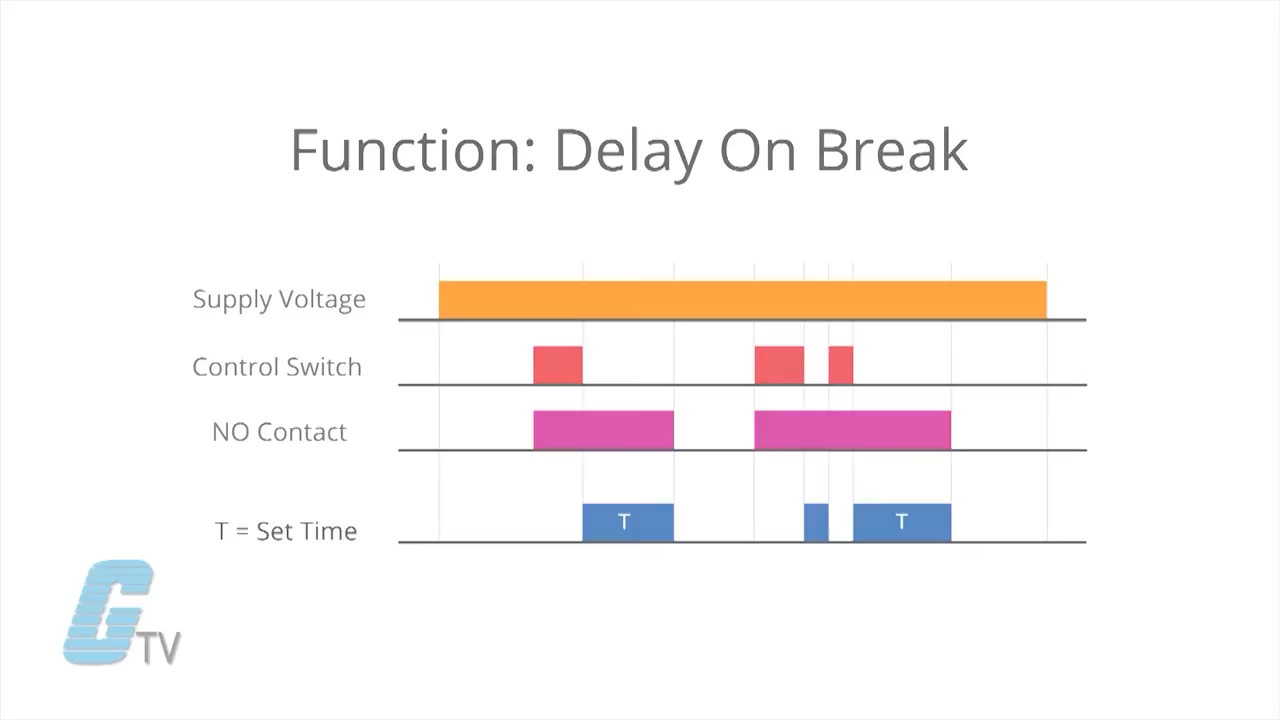 Function: Delay On Break
Supply Voltage
Control Switch
NO Contact
T = Set Time
T
T
G TV